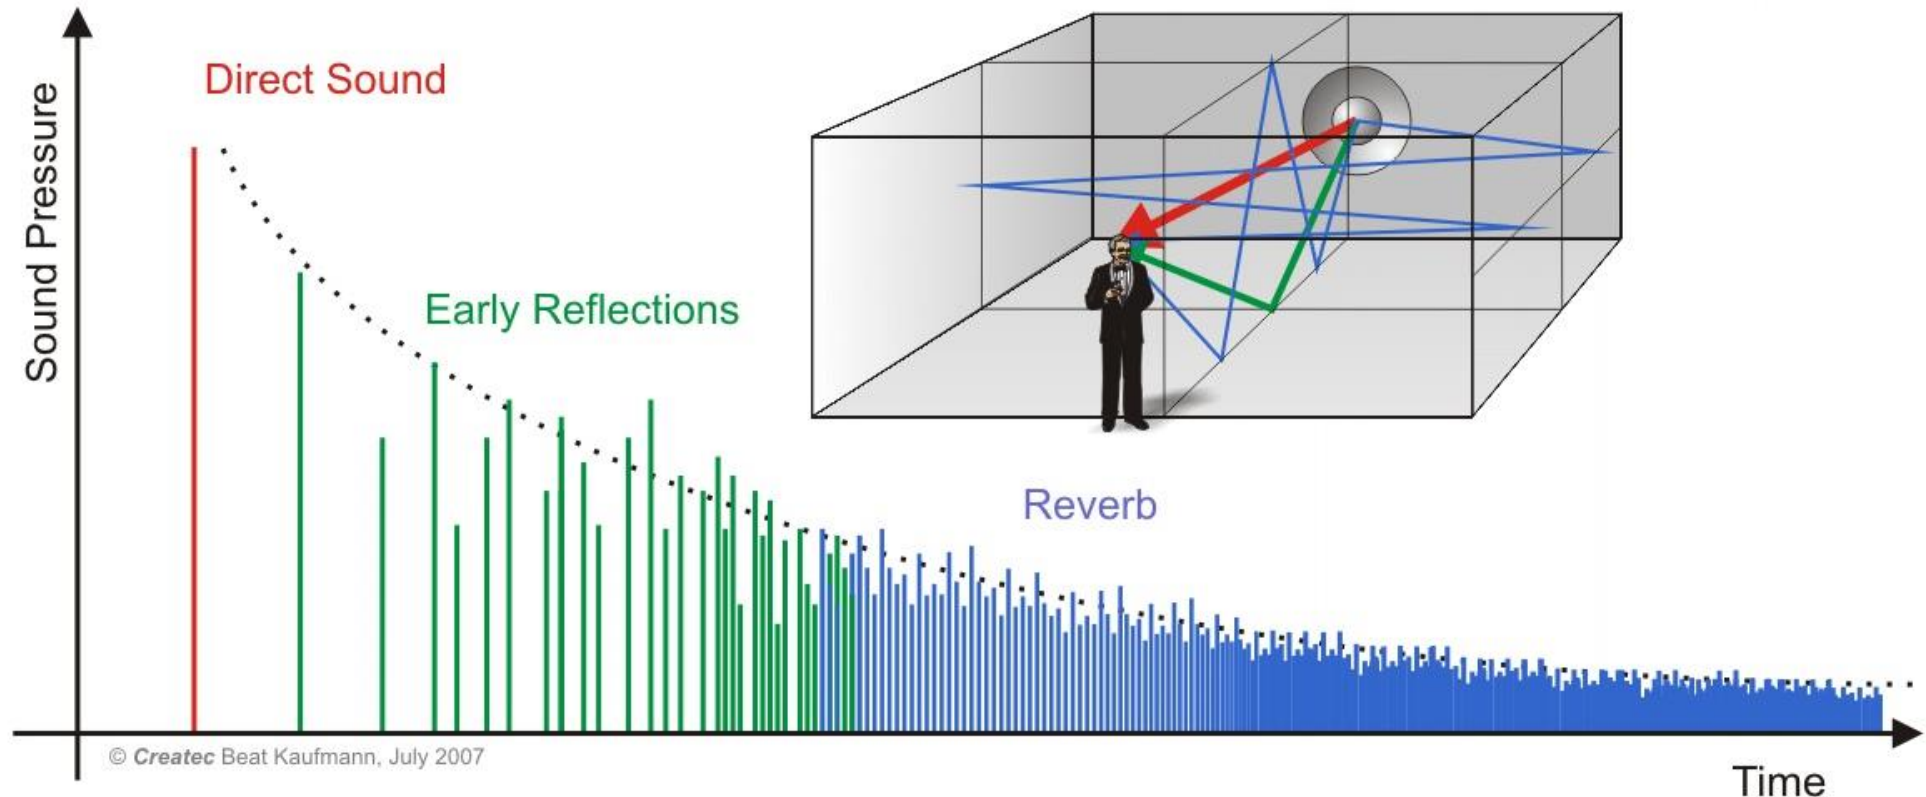 Direct Sound
Sound Pressure
Early Reflections
Reverb
© Createc Beat Kaufmann, July 2007
Time